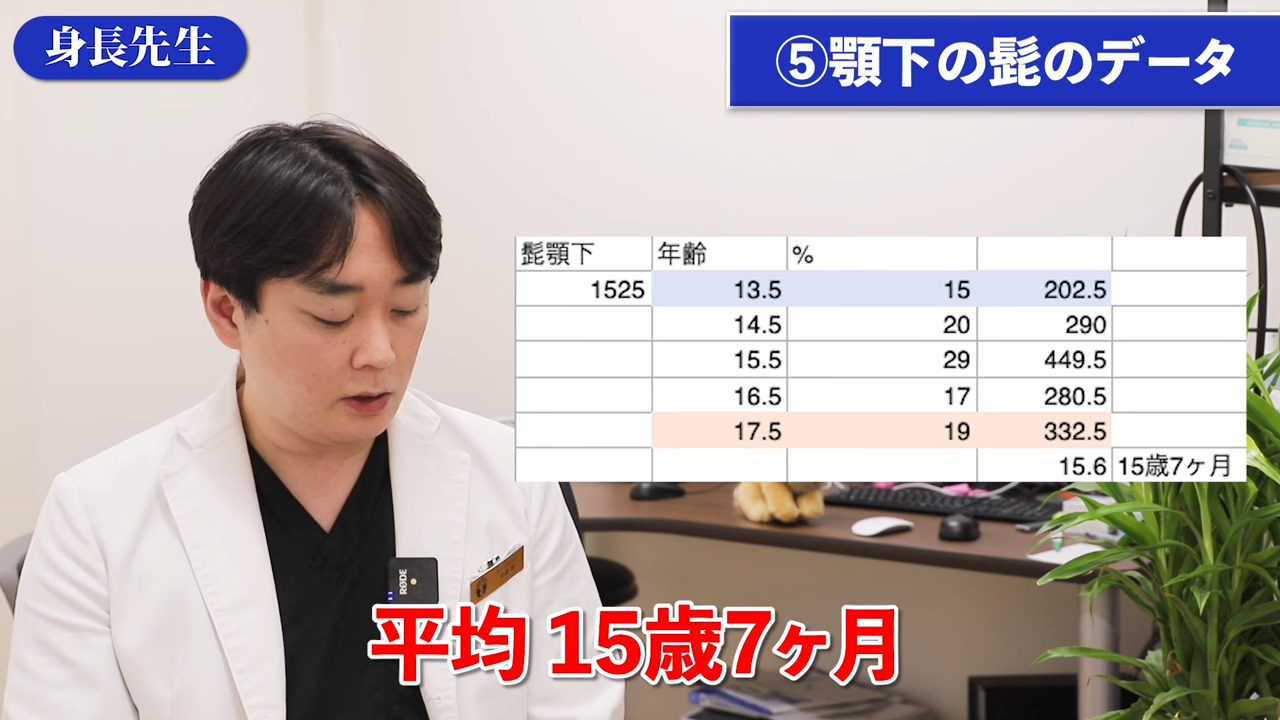 身長先生
⑤顎下の髭のデータ
髭顎下 年齢 %
1525 13.5 15 202.5
14.5 20 290
15.5 29 449.5
16.5 17 280.5
17.5 19 332.5
15.6 15歳7ヶ月
RØDE
平均 15歳7ヶ月